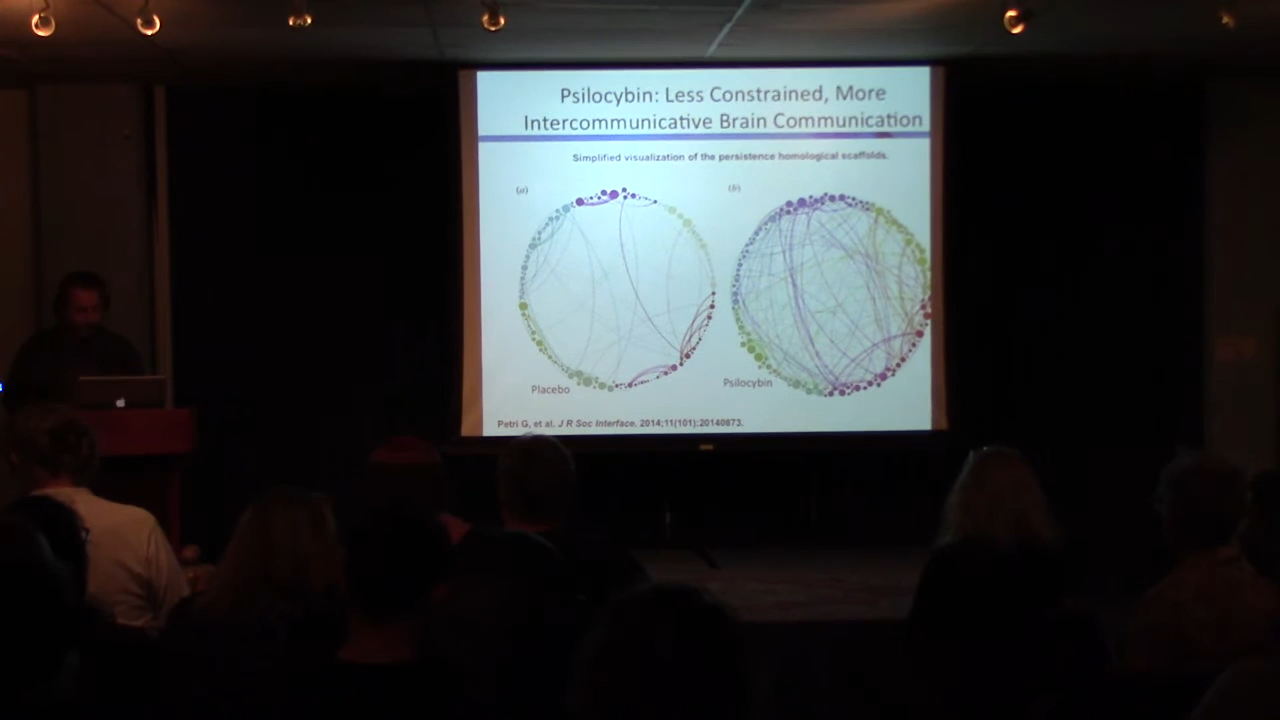 Psilocybin: Less Constrained, More
Intercommunicative Brain Communication
Simplified visualization of the persistence homological scaffolds.
(a)
(b)
Placebo
Psilocybin
Petri G, et al. J R Soc Interface. 2014;11(101):20140873.